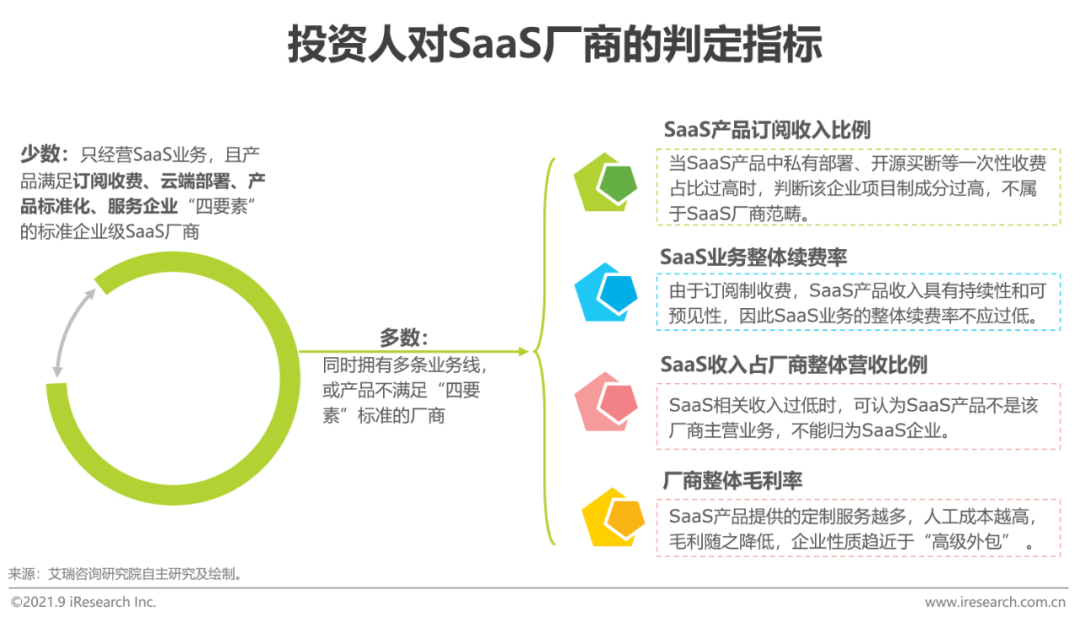 投资人对SaaS厂商的判定指标
少数：只经营SaaS业务，且产
品满足订阅收费、云端部署、产
品标准化、服务企业“四要素”
的标准企业级SaaS厂商
多数：
同时拥有多条业务线，
或产品不满足“四要
素”标准的厂商
SaaS产品订阅收入比例
当SaaS产品中私有部署、开源买断等一次性收费
占比过高时，判断该企业项目制成分过高，不属
于SaaS厂商范畴。
SaaS业务整体续费率
由于订阅制收费，SaaS产品收入具有持续性和可
预见性，因此SaaS业务的整体续费率不应过低。
SaaS收入占厂商整体营收比例
SaaS相关收入过低时，可认为SaaS产品不是该
厂商主营业务，不能归为SaaS企业。
厂商整体毛利率
SaaS产品提供的定制服务越多，人工成本越高，
毛利随之降低，企业性质趋近于“高级外包” 。
来源：艾瑞咨询研究院自主研究及绘制。
©2021.9 iResearch Inc.
www.iresearch.com.cn